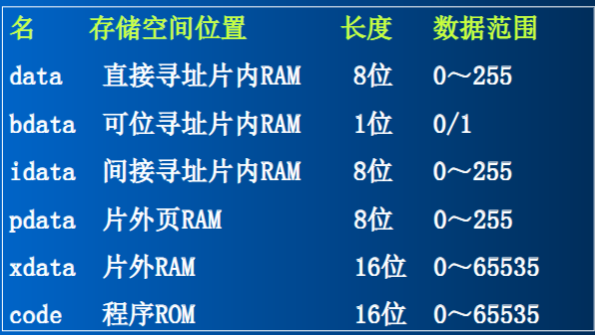 名 存储空间位置 长度 数据范围
data 直接寻址片内RAM 8位 0～255
bdata 可位寻址片内RAM 1位 0/1
idata 间接寻址片内RAM 8位 0～255
pdata 片外页RAM 8位 0～255
xdata 片外RAM 16位 0～65535
code 程序ROM 16位 0～65535